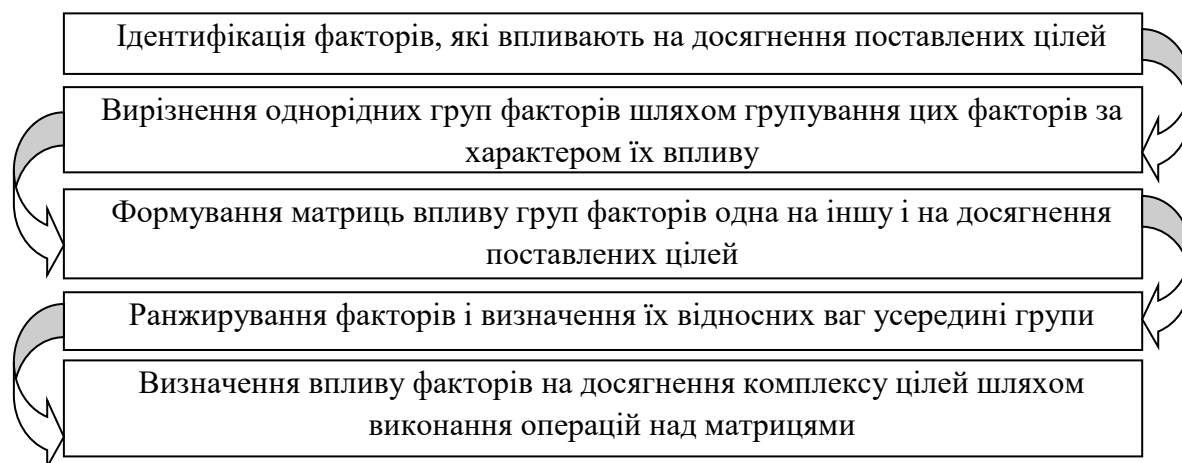 Ідентифікація факторів, які впливають на досягнення поставлених цілей
Вирізнення однорідних груп факторів шляхом групування цих факторів за
характером їх впливу
Формування матриць впливу груп факторів одна на іншу і на досягнення
поставлених цілей
Ранжирування факторів і визначення їх відносних ваг усередині групи
Визначення впливу факторів на досягнення комплексу цілей шляхом
виконання операцій над матрицями